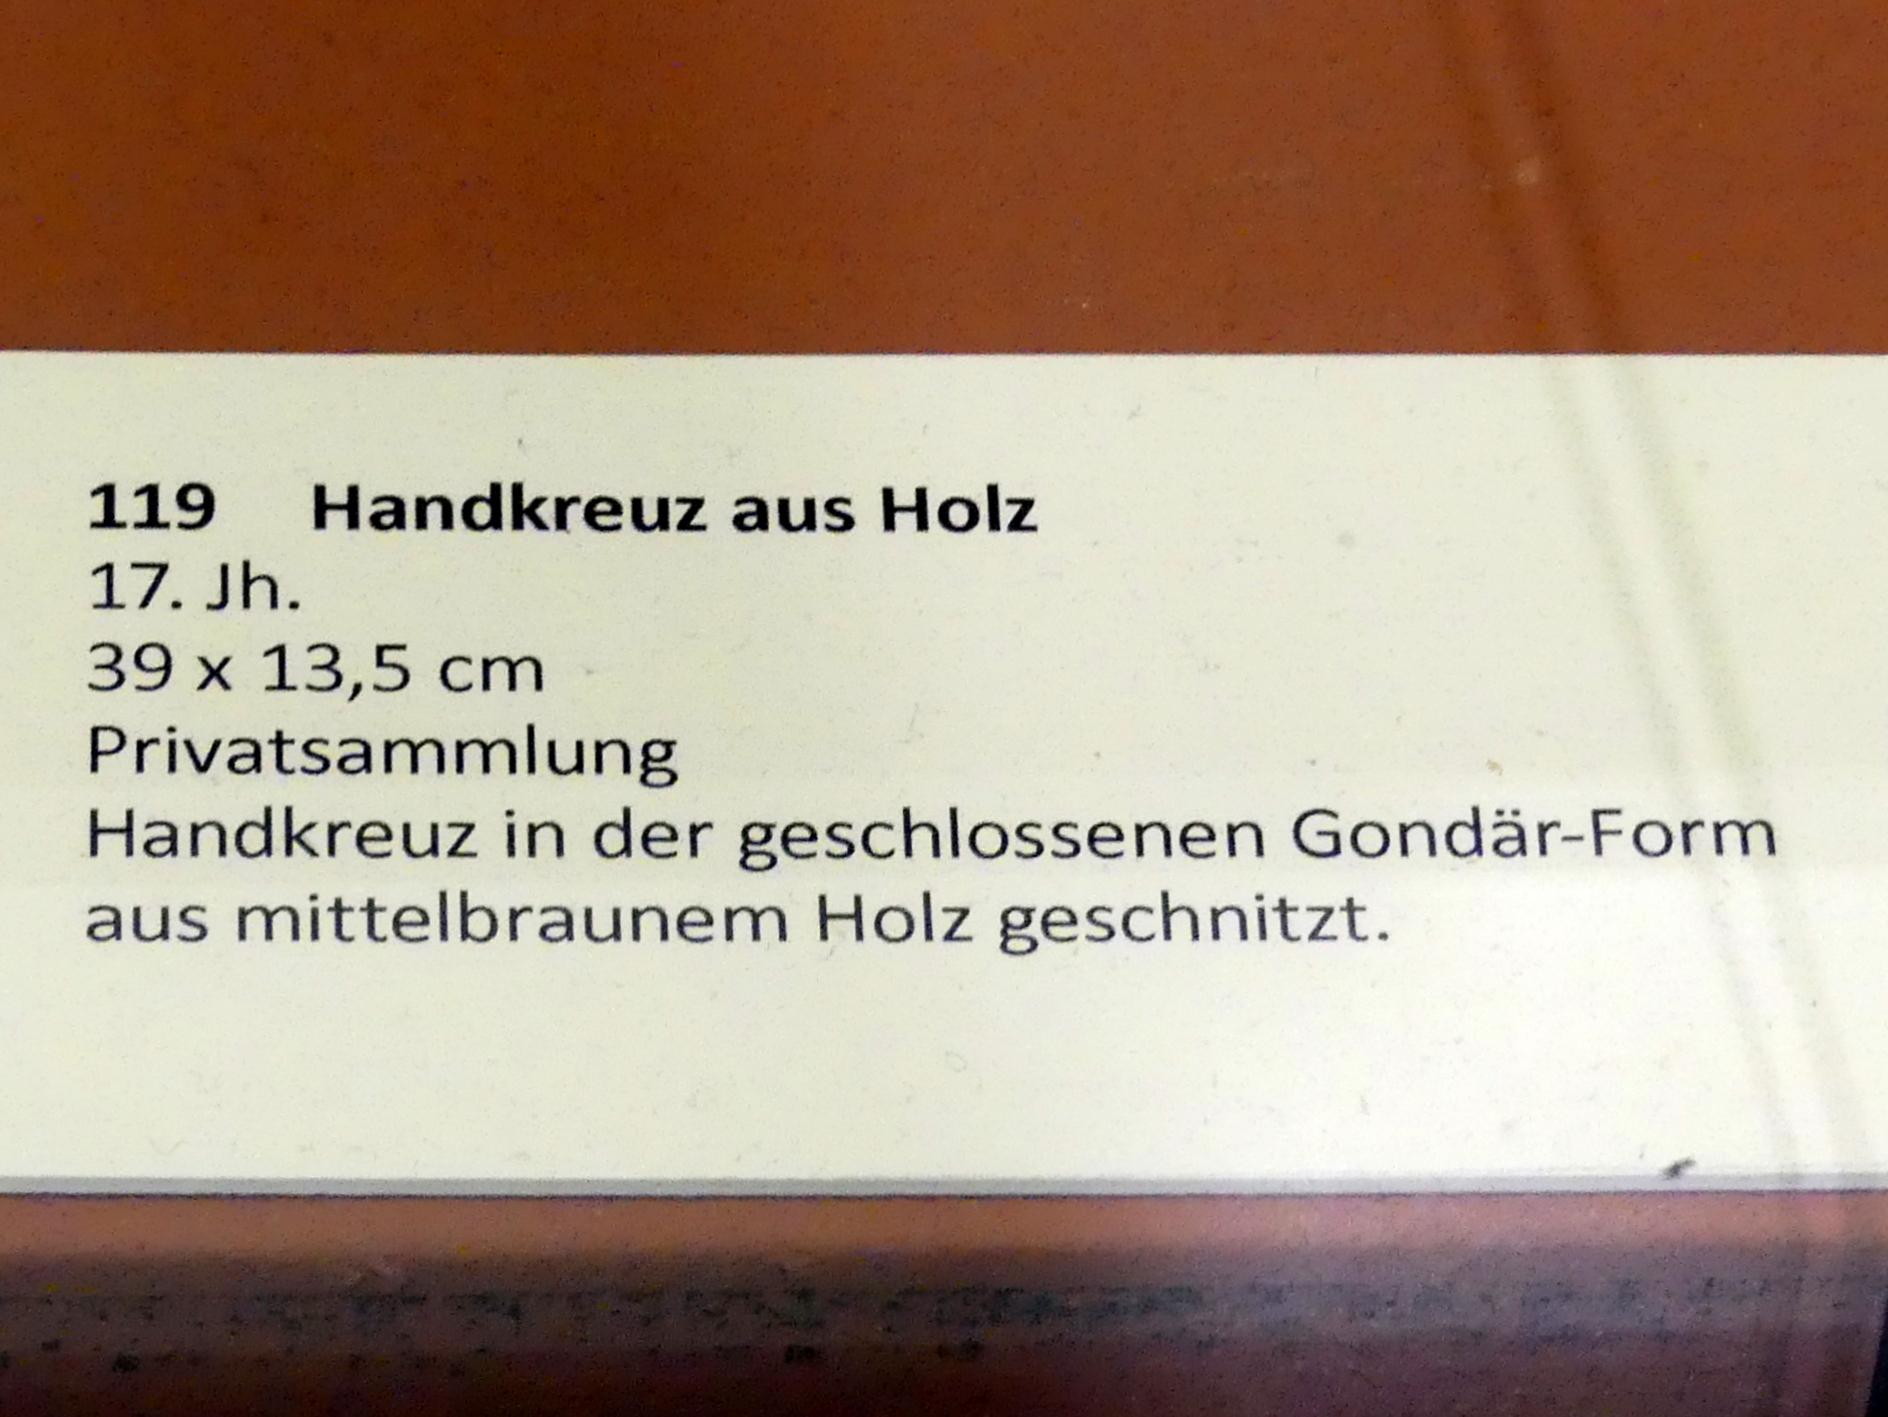 119 Handkreuz aus Holz
17. Jh.
39 x 13,5 cm
Privatsammlung
Handkreuz in der geschlossenen Gondär-Form
aus mittelbraunem Holz geschnitzt.